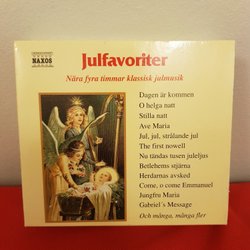 NAXOS
Julfavoriter
Nära fyra timmar klassisk julmusik
Dagen är kommen
O helga natt
Stilla natt
Ave Maria
Jul, jul, strålande jul
The first nowell
Nu tändas tusen juleljus
Betlehems stjärna
Herdarnas avsked
Come, o come Emmanuel
Jungfru Maria
Gabriel´s Message
Och många, många fler